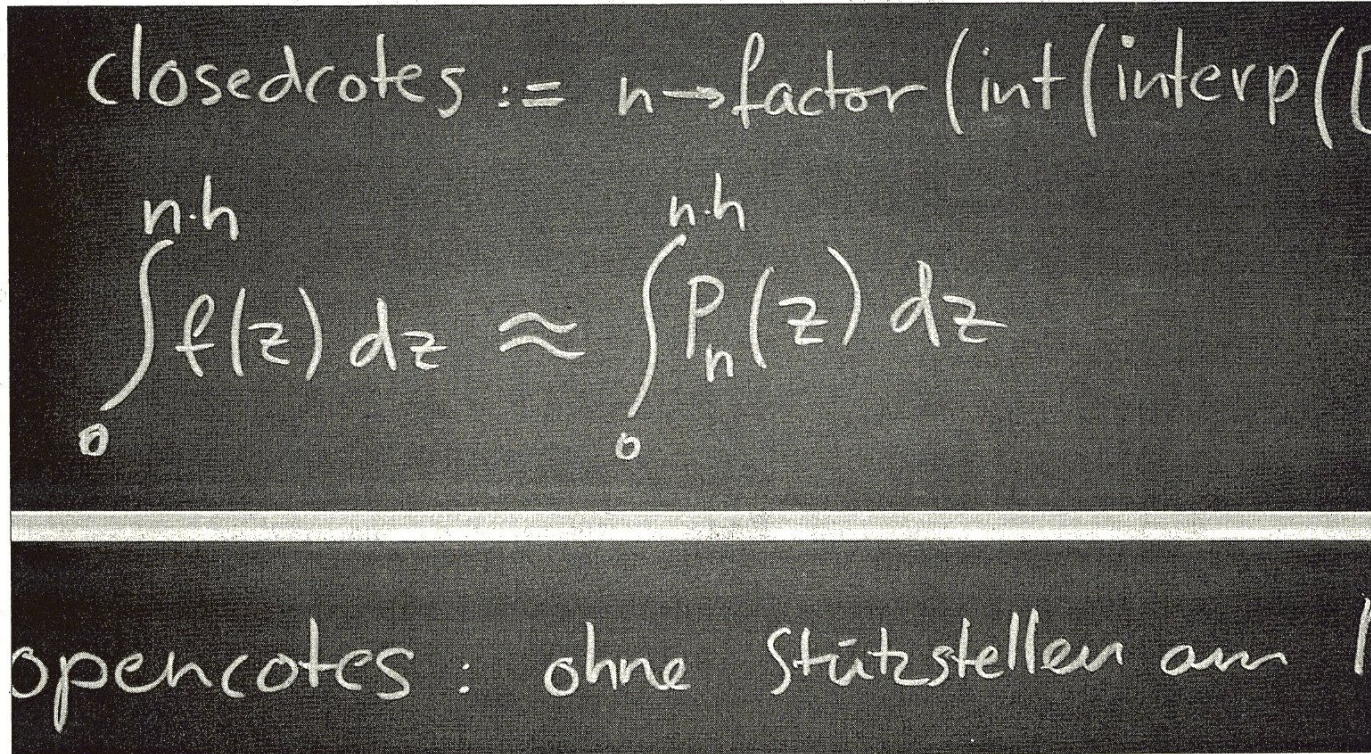 closedcotes := n→factor(int(interp([
n·h n·h
∫ f(z) dz ≈ ∫ Pₙ(z) dz
0 0
opencotes : ohne Stützstellen am